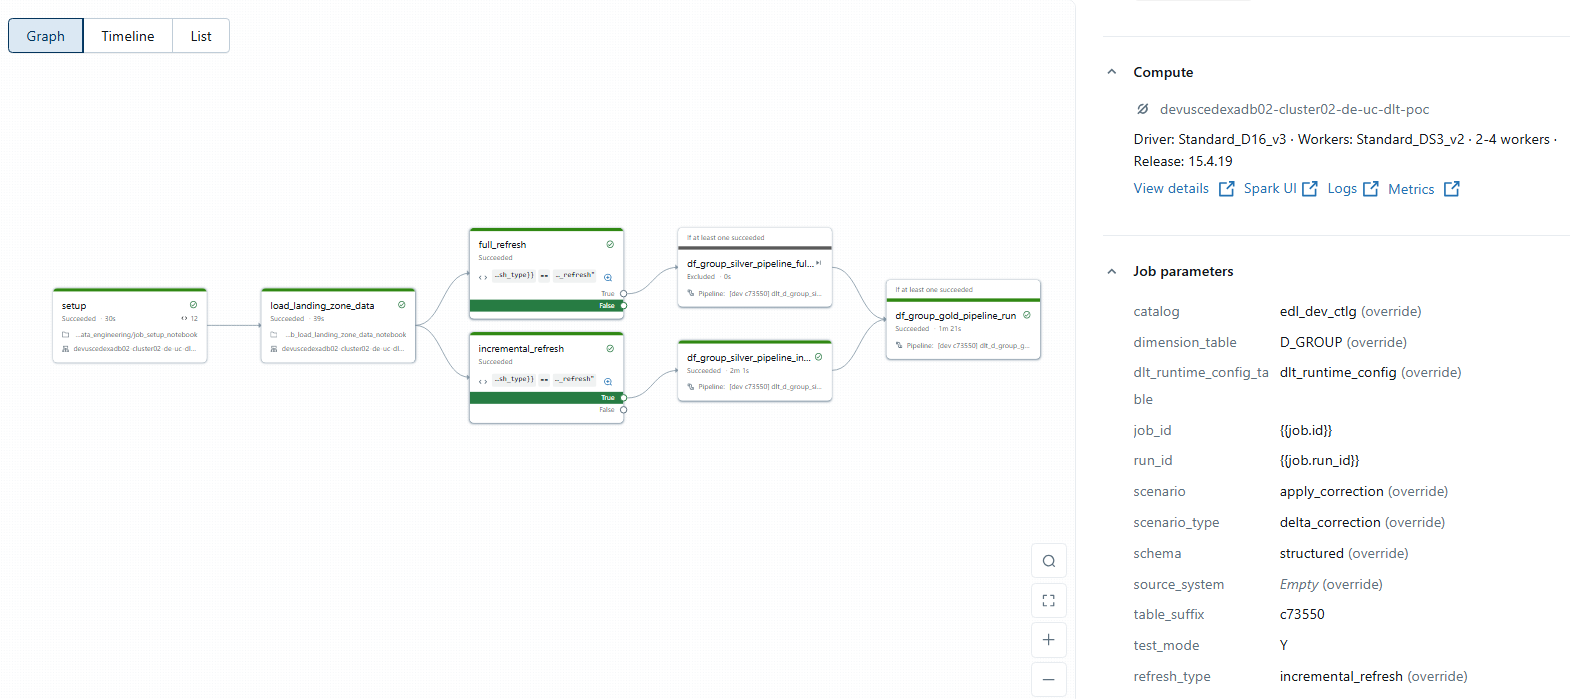 Graph
Timeline
List
setup
Succeeded · 30s
12
...ata_engineering/job_setup_notebook
devuscedexadb02-cluster02-de-uc-dl...
load_landing_zone_data
Succeeded · 39s
...b_load_landing_zone_data_notebook
devuscedexadb02-cluster02-de-uc-dl...
full_refresh
Succeeded
...sh_type}} == ..._refresh"
True
False
incremental_refresh
Succeeded
...sh_type}} == ..._refresh"
True
False
If at least one succeeded
df_group_silver_pipeline_ful...
Excluded · 0s
Pipeline: [dev c73550] dlt_d_group_si...
df_group_silver_pipeline_in...
Succeeded · 2m 1s
Pipeline: [dev c73550] dlt_d_group_si...
If at least one succeeded
df_group_gold_pipeline_run
Succeeded · 1m 21s
Pipeline: [dev c73550] dlt_d_group_g...
Compute
devuscedexadb02-cluster02-de-uc-dlt-poc
Driver: Standard_D16_v3 · Workers: Standard_DS3_v2 · 2-4 workers ·
Release: 15.4.19
View details Spark UI Logs Metrics
Job parameters
catalog edl_dev_ctlg (override)
dimension_table D_GROUP (override)
dlt_runtime_config_ta dlt_runtime_config (override)
ble
job_id {{job.id}}
run_id {{job.run_id}}
scenario apply_correction (override)
scenario_type delta_correction (override)
schema structured (override)
source_system Empty (override)
table_suffix c73550
test_mode Y
refresh_type incremental_refresh (override)